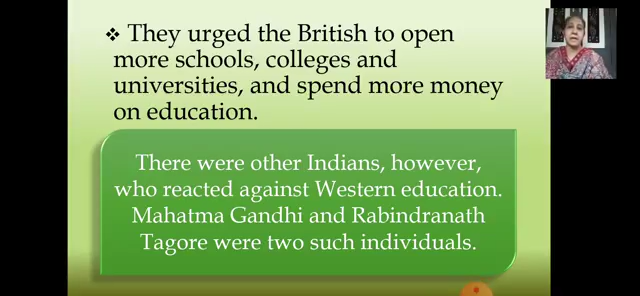 ❖ They urged the British to open
more schools, colleges and
universities, and spend more money
on education.
There were other Indians, however,
who reacted against Western education.
Mahatma Gandhi and Rabindranath
Tagore were two such individuals.